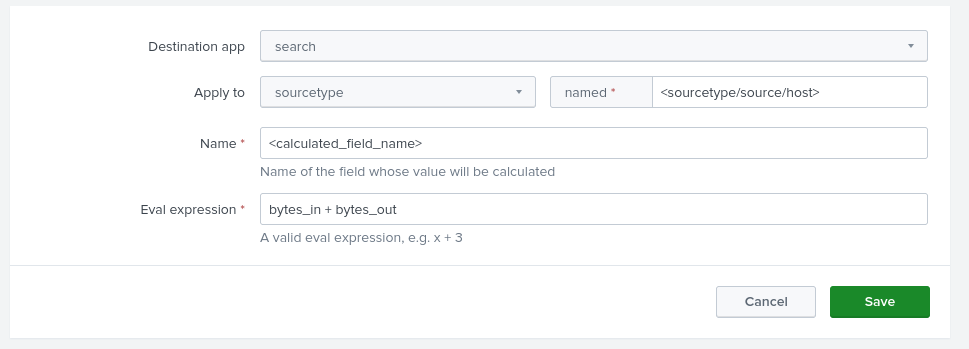 Destination app search
Apply to sourcetype named * <sourcetype/source/host>
Name * <calculated_field_name>
Name of the field whose value will be calculated
Eval expression * bytes_in + bytes_out
A valid eval expression, e.g. x + 3
Cancel Save